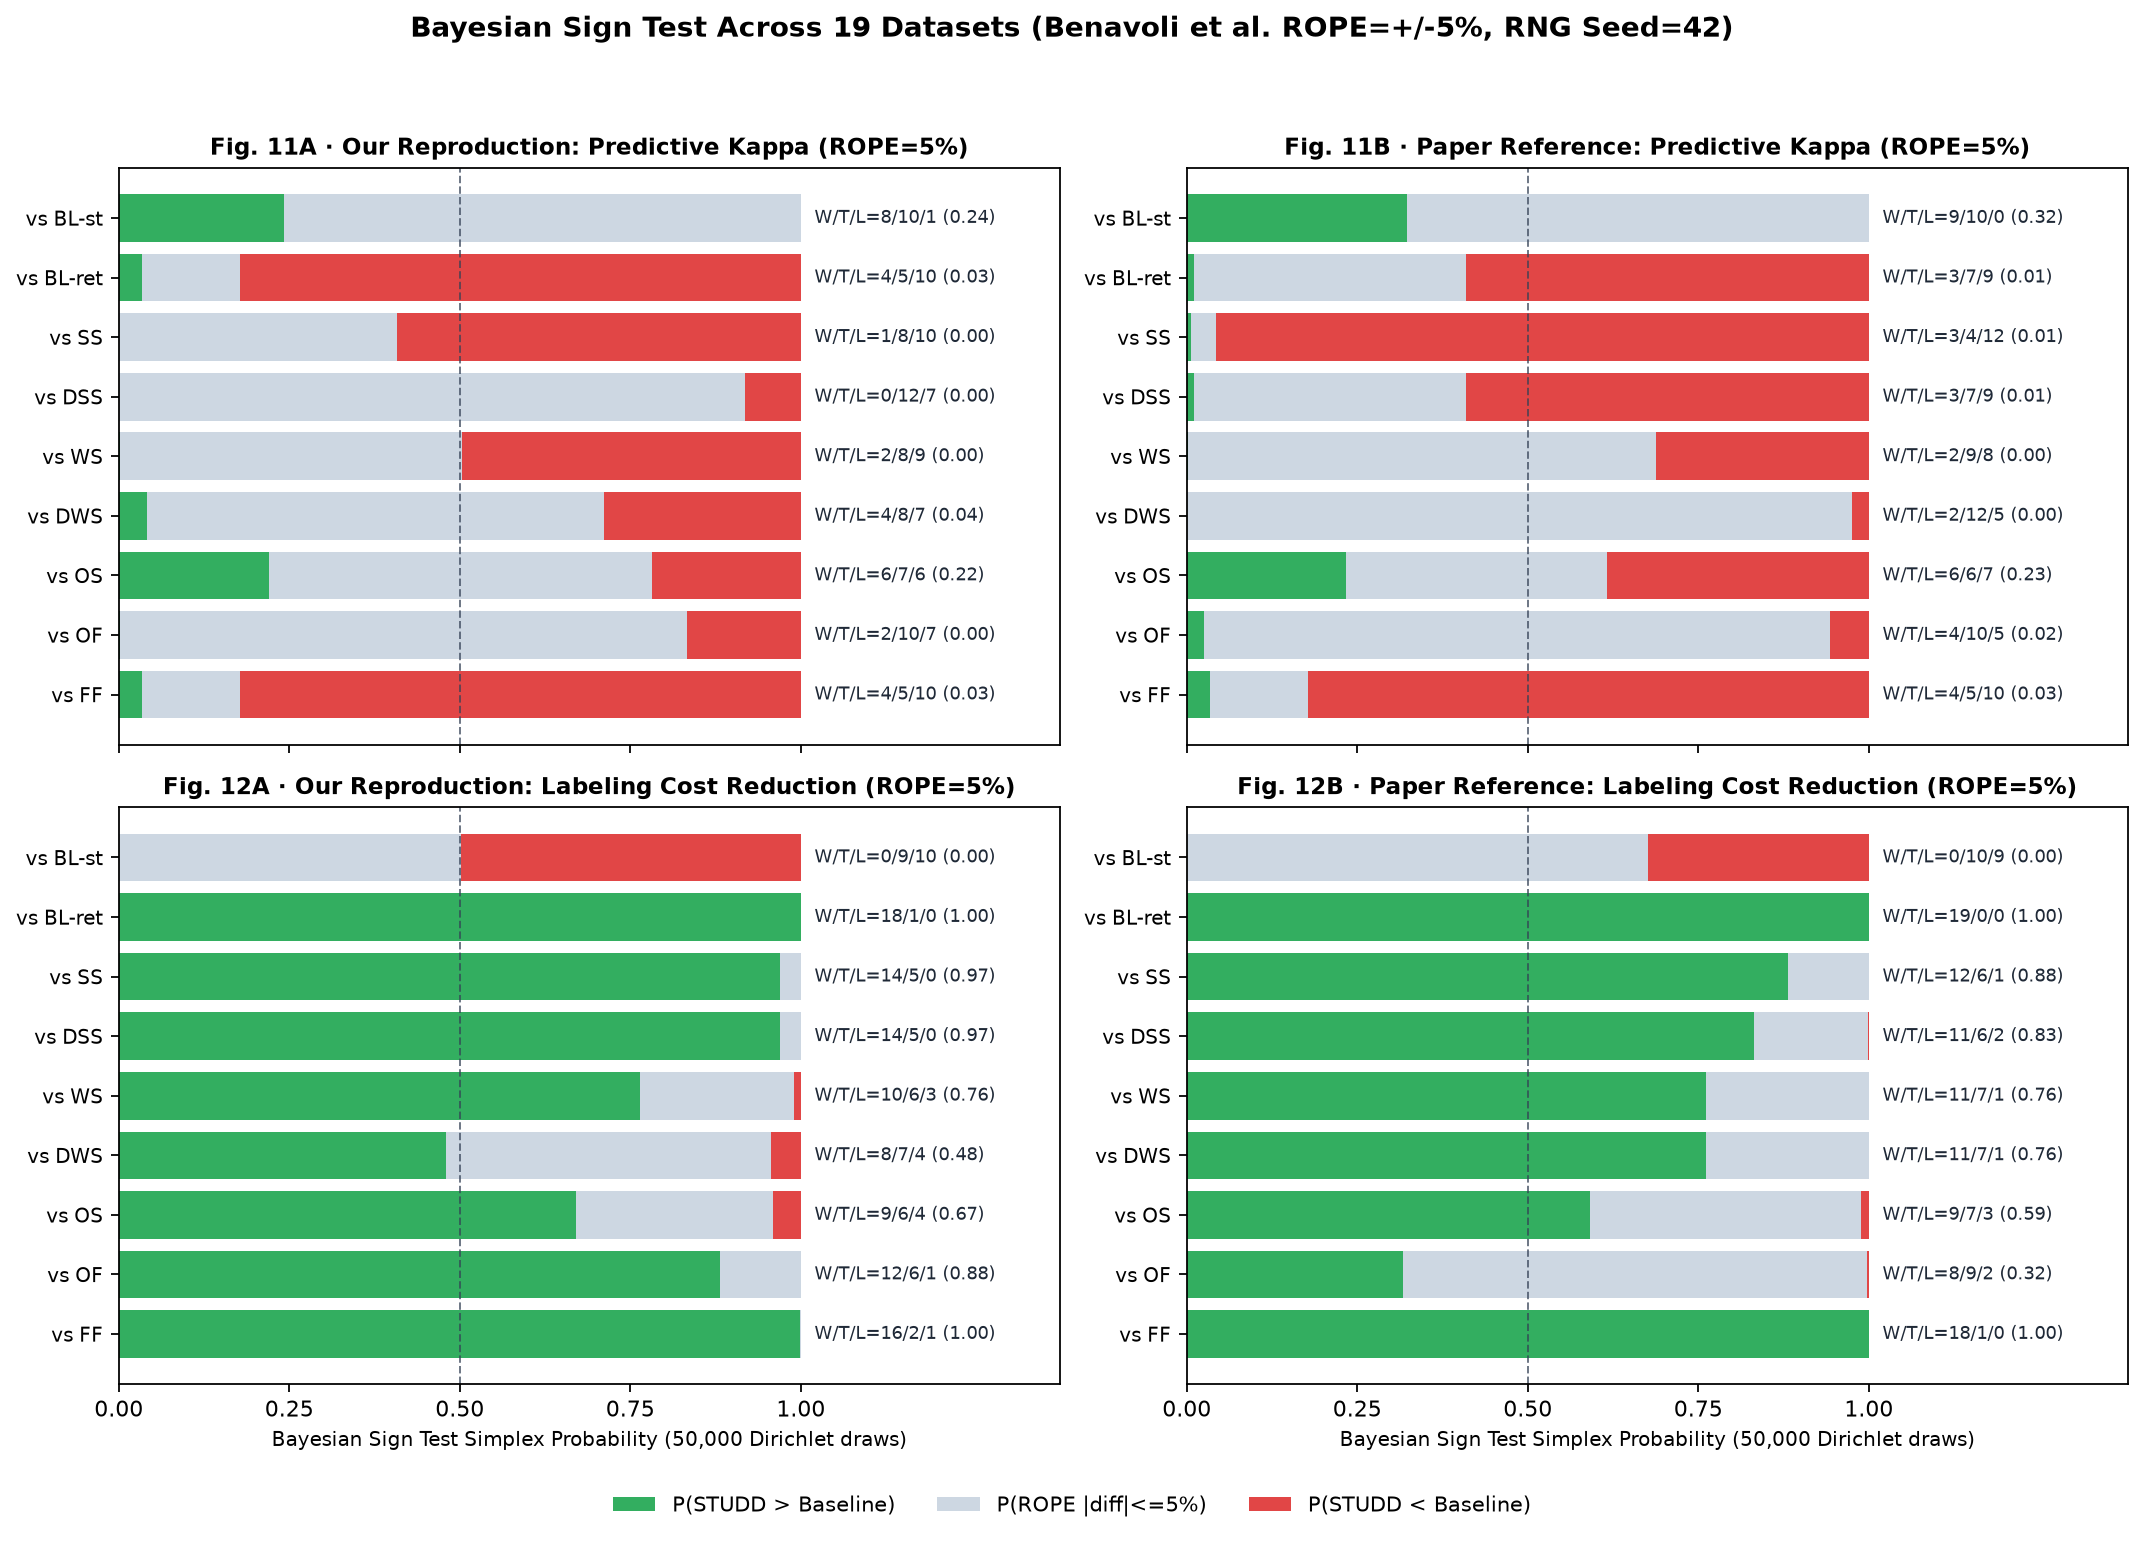 Bayesian Sign Test Across 19 Datasets (Benavoli et al. ROPE=+/-5%, RNG Seed=42)
Fig. 11A · Our Reproduction: Predictive Kappa (ROPE=5%)
vs BL-st W/T/L=8/10/1 (0.24)
vs BL-ret W/T/L=4/5/10 (0.03)
vs SS W/T/L=1/8/10 (0.00)
vs DSS W/T/L=0/12/7 (0.00)
vs WS W/T/L=2/8/9 (0.00)
vs DWS W/T/L=4/8/7 (0.04)
vs OS W/T/L=6/7/6 (0.22)
vs OF W/T/L=2/10/7 (0.00)
vs FF W/T/L=4/5/10 (0.03)
Fig. 11B · Paper Reference: Predictive Kappa (ROPE=5%)
vs BL-st W/T/L=9/10/0 (0.32)
vs BL-ret W/T/L=3/7/9 (0.01)
vs SS W/T/L=3/4/12 (0.01)
vs DSS W/T/L=3/7/9 (0.01)
vs WS W/T/L=2/9/8 (0.00)
vs DWS W/T/L=2/12/5 (0.00)
vs OS W/T/L=6/6/7 (0.23)
vs OF W/T/L=4/10/5 (0.02)
vs FF W/T/L=4/5/10 (0.03)
Fig. 12A · Our Reproduction: Labeling Cost Reduction (ROPE=5%)
vs BL-st W/T/L=0/9/10 (0.00)
vs BL-ret W/T/L=18/1/0 (1.00)
vs SS W/T/L=14/5/0 (0.97)
vs DSS W/T/L=14/5/0 (0.97)
vs WS W/T/L=10/6/3 (0.76)
vs DWS W/T/L=8/7/4 (0.48)
vs OS W/T/L=9/6/4 (0.67)
vs OF W/T/L=12/6/1 (0.88)
vs FF W/T/L=16/2/1 (1.00)
0.00 0.25 0.50 0.75 1.00
Bayesian Sign Test Simplex Probability (50,000 Dirichlet draws)
Fig. 12B · Paper Reference: Labeling Cost Reduction (ROPE=5%)
vs BL-st W/T/L=0/10/9 (0.00)
vs BL-ret W/T/L=19/0/0 (1.00)
vs SS W/T/L=12/6/1 (0.88)
vs DSS W/T/L=11/6/2 (0.83)
vs WS W/T/L=11/7/1 (0.76)
vs DWS W/T/L=11/7/1 (0.76)
vs OS W/T/L=9/7/3 (0.59)
vs OF W/T/L=8/9/2 (0.32)
vs FF W/T/L=18/1/0 (1.00)
0.00 0.25 0.50 0.75 1.00
Bayesian Sign Test Simplex Probability (50,000 Dirichlet draws)
P(STUDD > Baseline) P(ROPE |diff|<=5%) P(STUDD < Baseline)